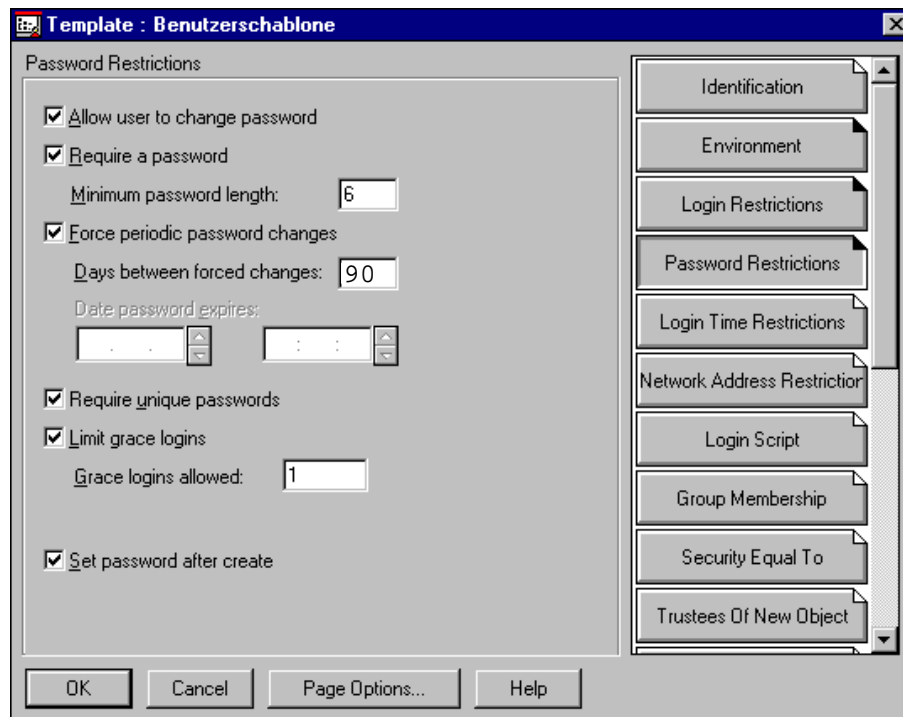 Template : Benutzerschablone
Password Restrictions
Allow user to change password
Require a password
Minimum password length: 6
Force periodic password changes
Days between forced changes: 90
Date password expires:
. .
: :
Require unique passwords
Limit grace logins
Grace logins allowed: 1
Set password after create
Identification
Environment
Login Restrictions
Password Restrictions
Login Time Restrictions
Network Address Restriction
Login Script
Group Membership
Security Equal To
Trustees Of New Object
OK
Cancel
Page Options...
Help